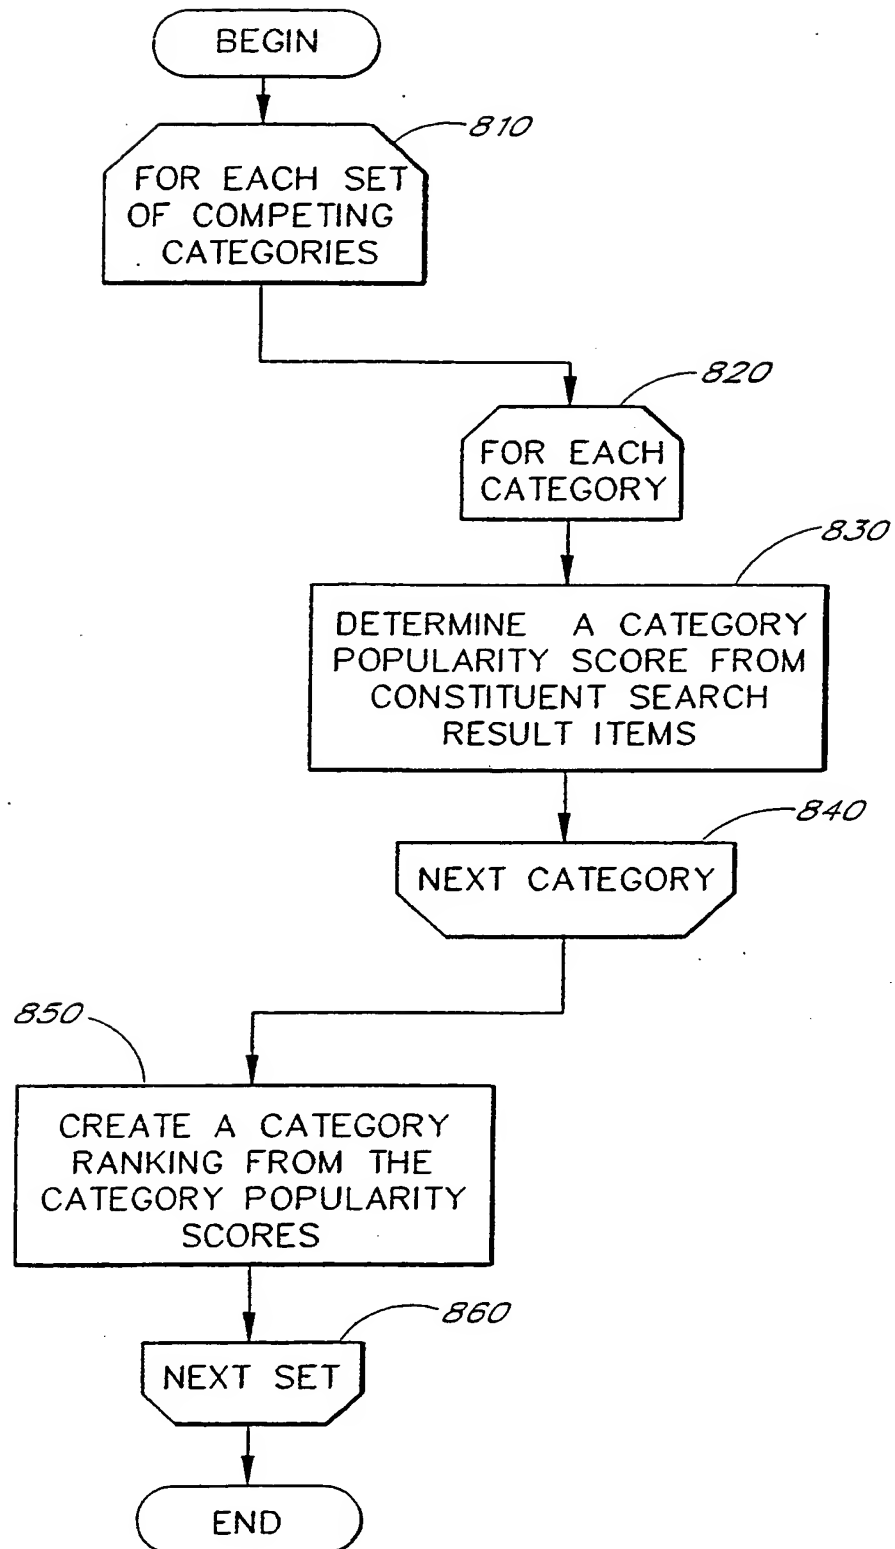 BEGIN
810
FOR EACH SET
OF COMPETING
CATEGORIES
820
FOR EACH
CATEGORY
830
DETERMINE A CATEGORY
POPULARITY SCORE FROM
CONSTITUENT SEARCH
RESULT ITEMS
840
NEXT CATEGORY
850
CREATE A CATEGORY
RANKING FROM THE
CATEGORY POPULARITY
SCORES
860
NEXT SET
END